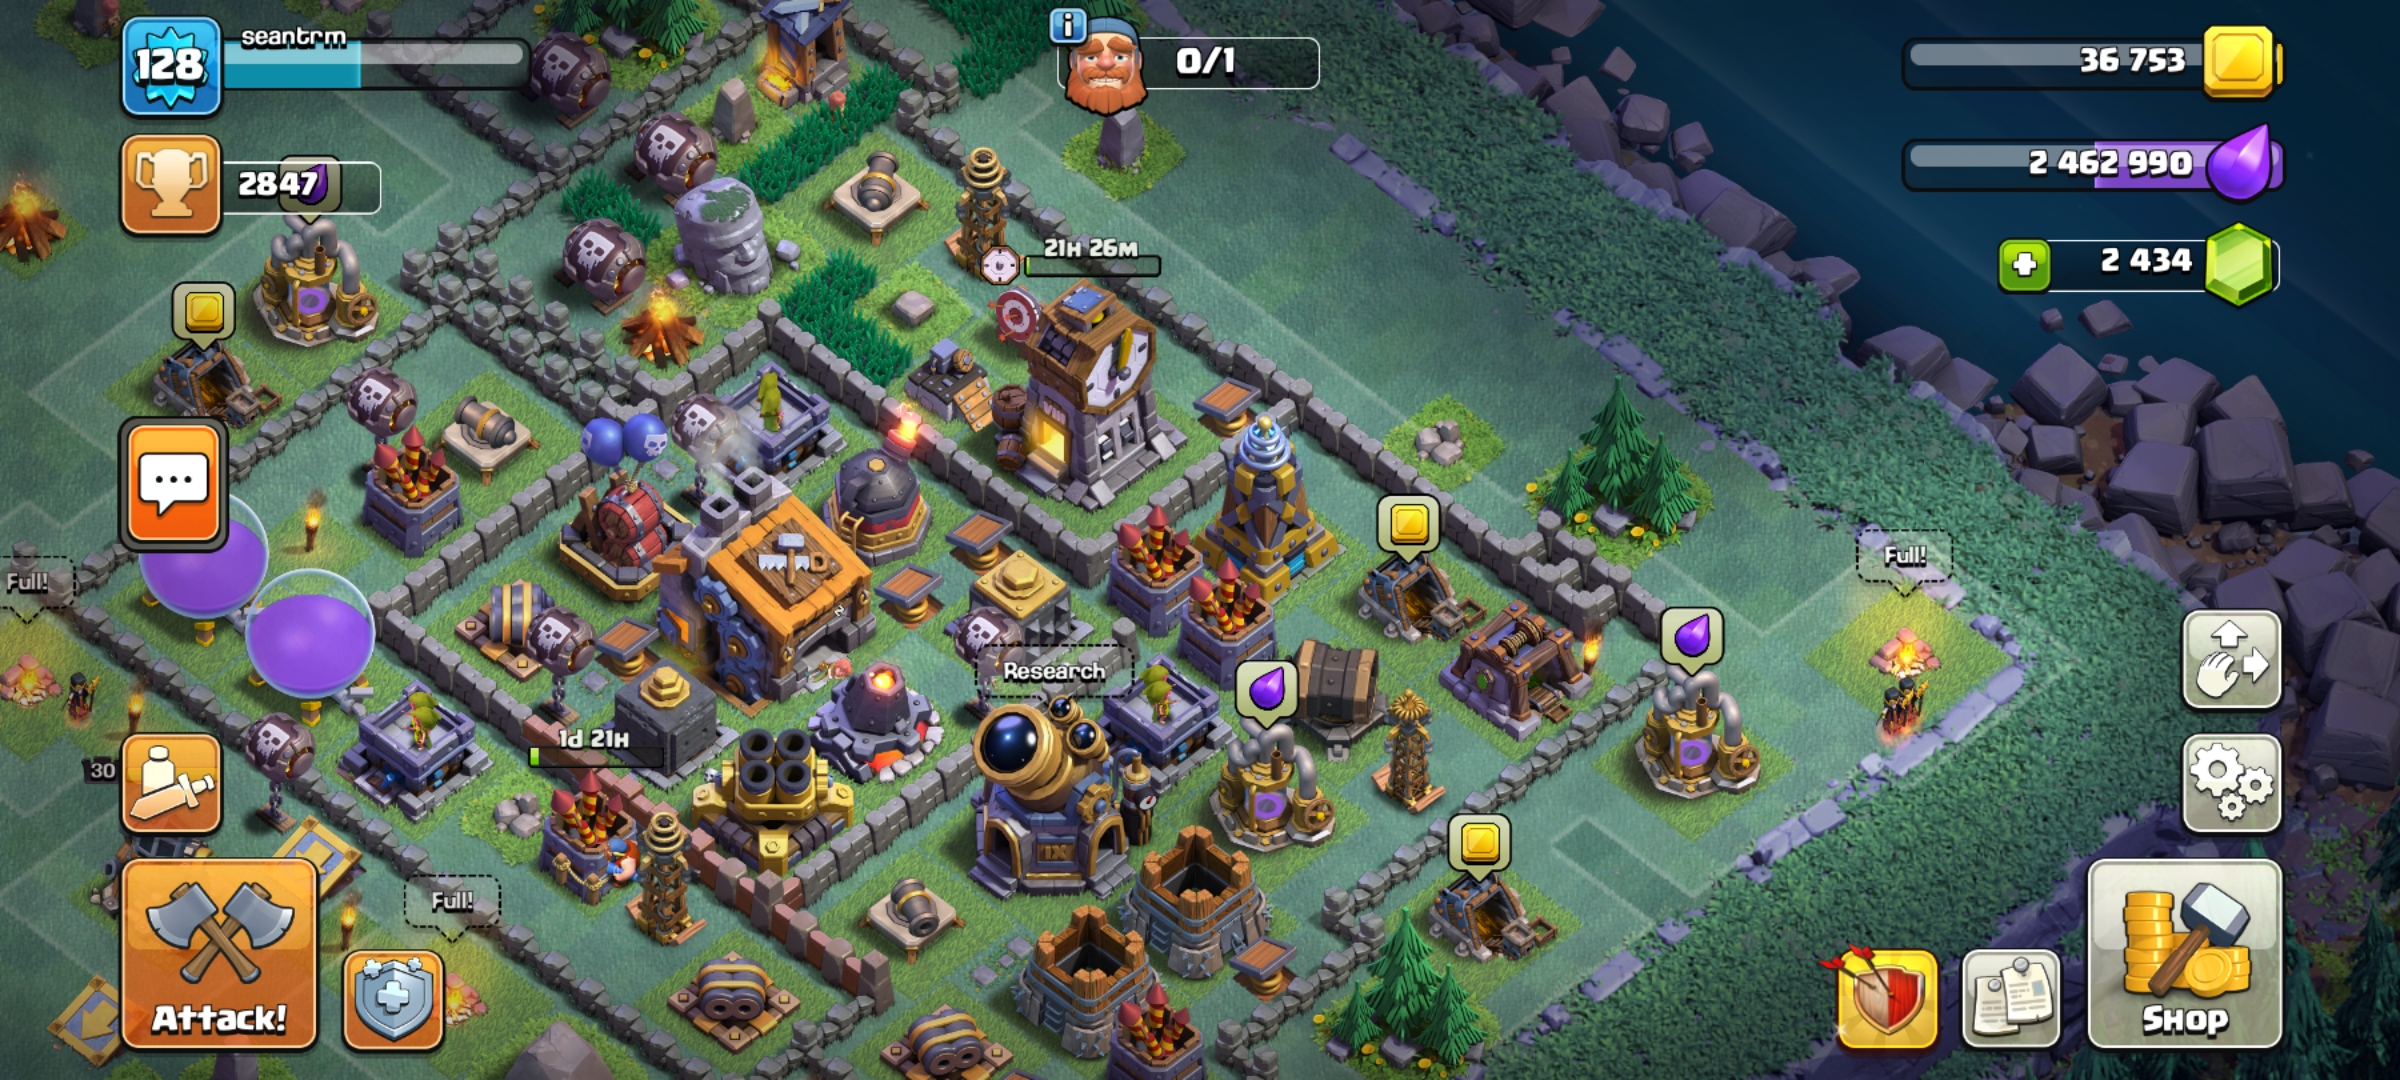 128
seantrm
0/1
36 753
2847
2 462 990
21H 26M
2 434
Full!
Full!
Research
1d 21H
30
IX
Full!
Attack!
Shop